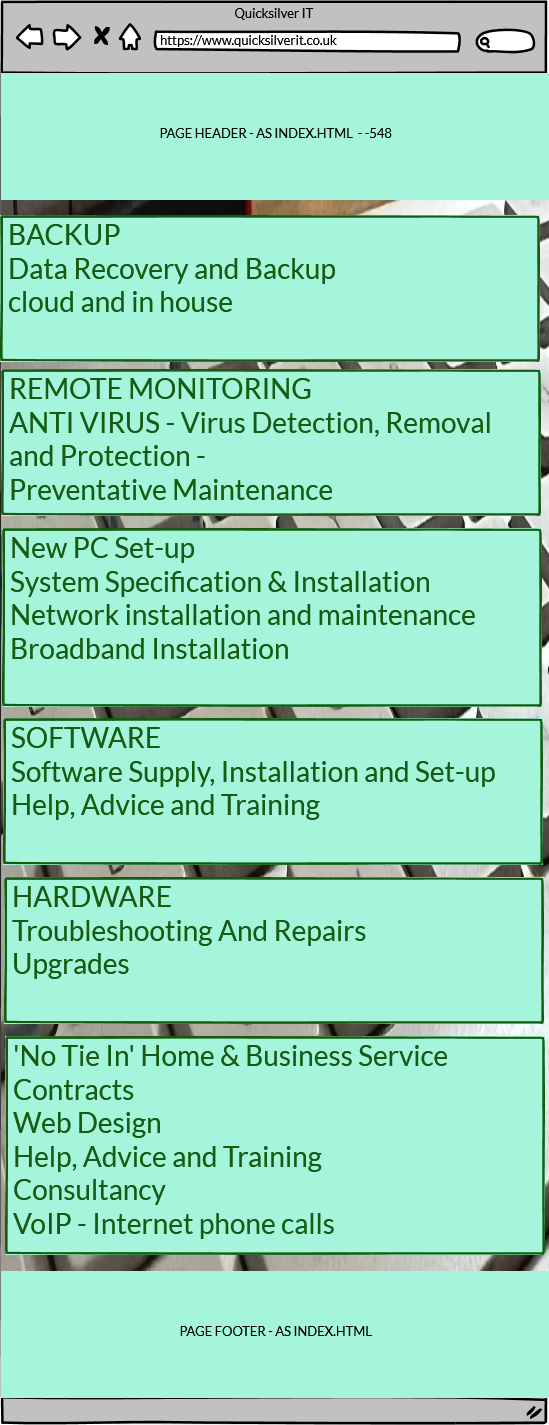 Quicksilver IT
https://www.quicksilverit.co.uk
PAGE HEADER - AS INDEX.HTML - -548
BACKUP
Data Recovery and Backup
cloud and in house
REMOTE MONITORING
ANTI VIRUS - Virus Detection, Removal
and Protection -
Preventative Maintenance
New PC Set-up
System Specification & Installation
Network installation and maintenance
Broadband Installation
SOFTWARE
Software Supply, Installation and Set-up
Help, Advice and Training
HARDWARE
Troubleshooting And Repairs
Upgrades
'No Tie In' Home & Business Service
Contracts
Web Design
Help, Advice and Training
Consultancy
VoIP - Internet phone calls
PAGE FOOTER - AS INDEX.HTML